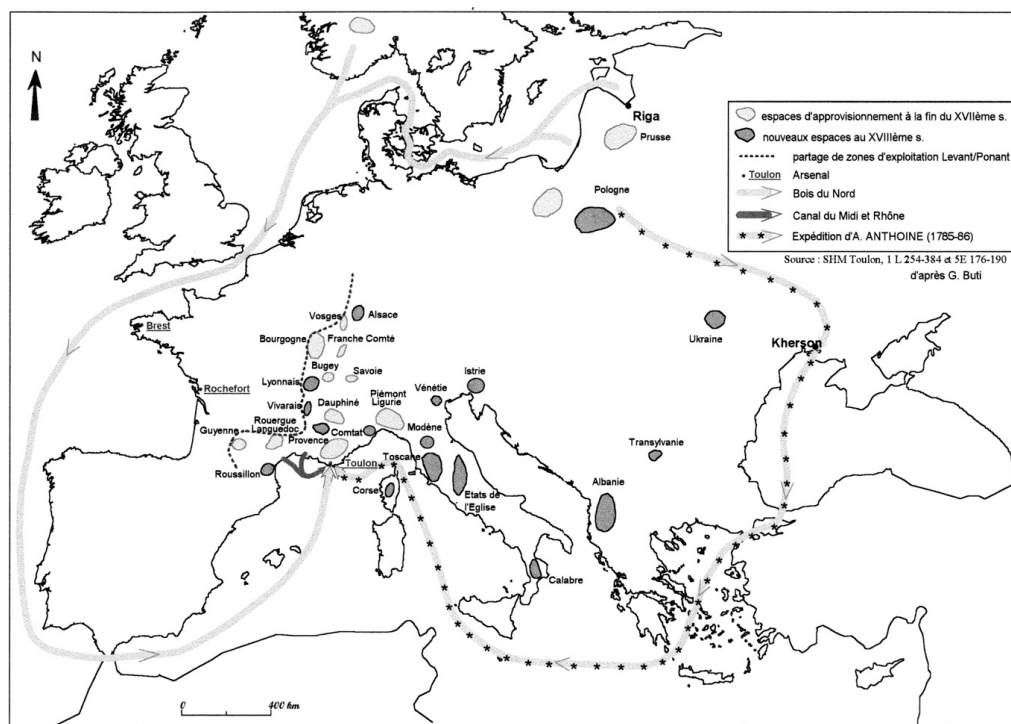 N
Riga
Prusse
espaces d'approvisionnement à la fin du XVIIème s.
nouveaux espaces au XVIIIème s.
partage de zones d'exploitation Levant/Ponant
Toulon Arsenal
Bois du Nord
Canal du Midi et Rhône
Expédition d'A. ANTHOINE (1785-86)
Source : SHM Toulon, 1 L 254-384 et 5E 176-190
d'après G. Buti
Pologne
Ukraine
Kherson
Brest
Rochefort
Vosges
Alsace
Bourgogne
Franche Comté
Bugey
Savoie
Lyonnais
Vivarais
Dauphiné
Piémont
Ligurie
Vénétie
Istrie
Rouergue
Guyenne
Languedoc
Provence
Comtat
Modène
Toscane
Toulon
Roussillon
Corse
Etats de
l'Eglise
Transylvanie
Albanie
Calabre
0 400 km